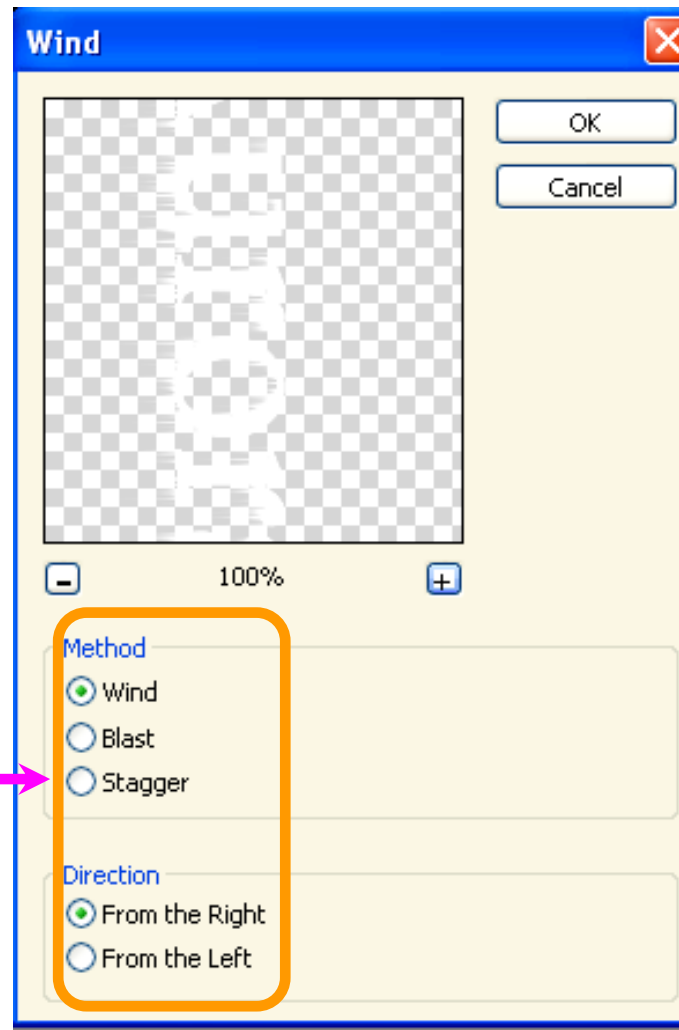 Wind
OK
Cancel
-
100%
+
Method
Wind
Blast
Stagger
Direction
From the Right
From the Left